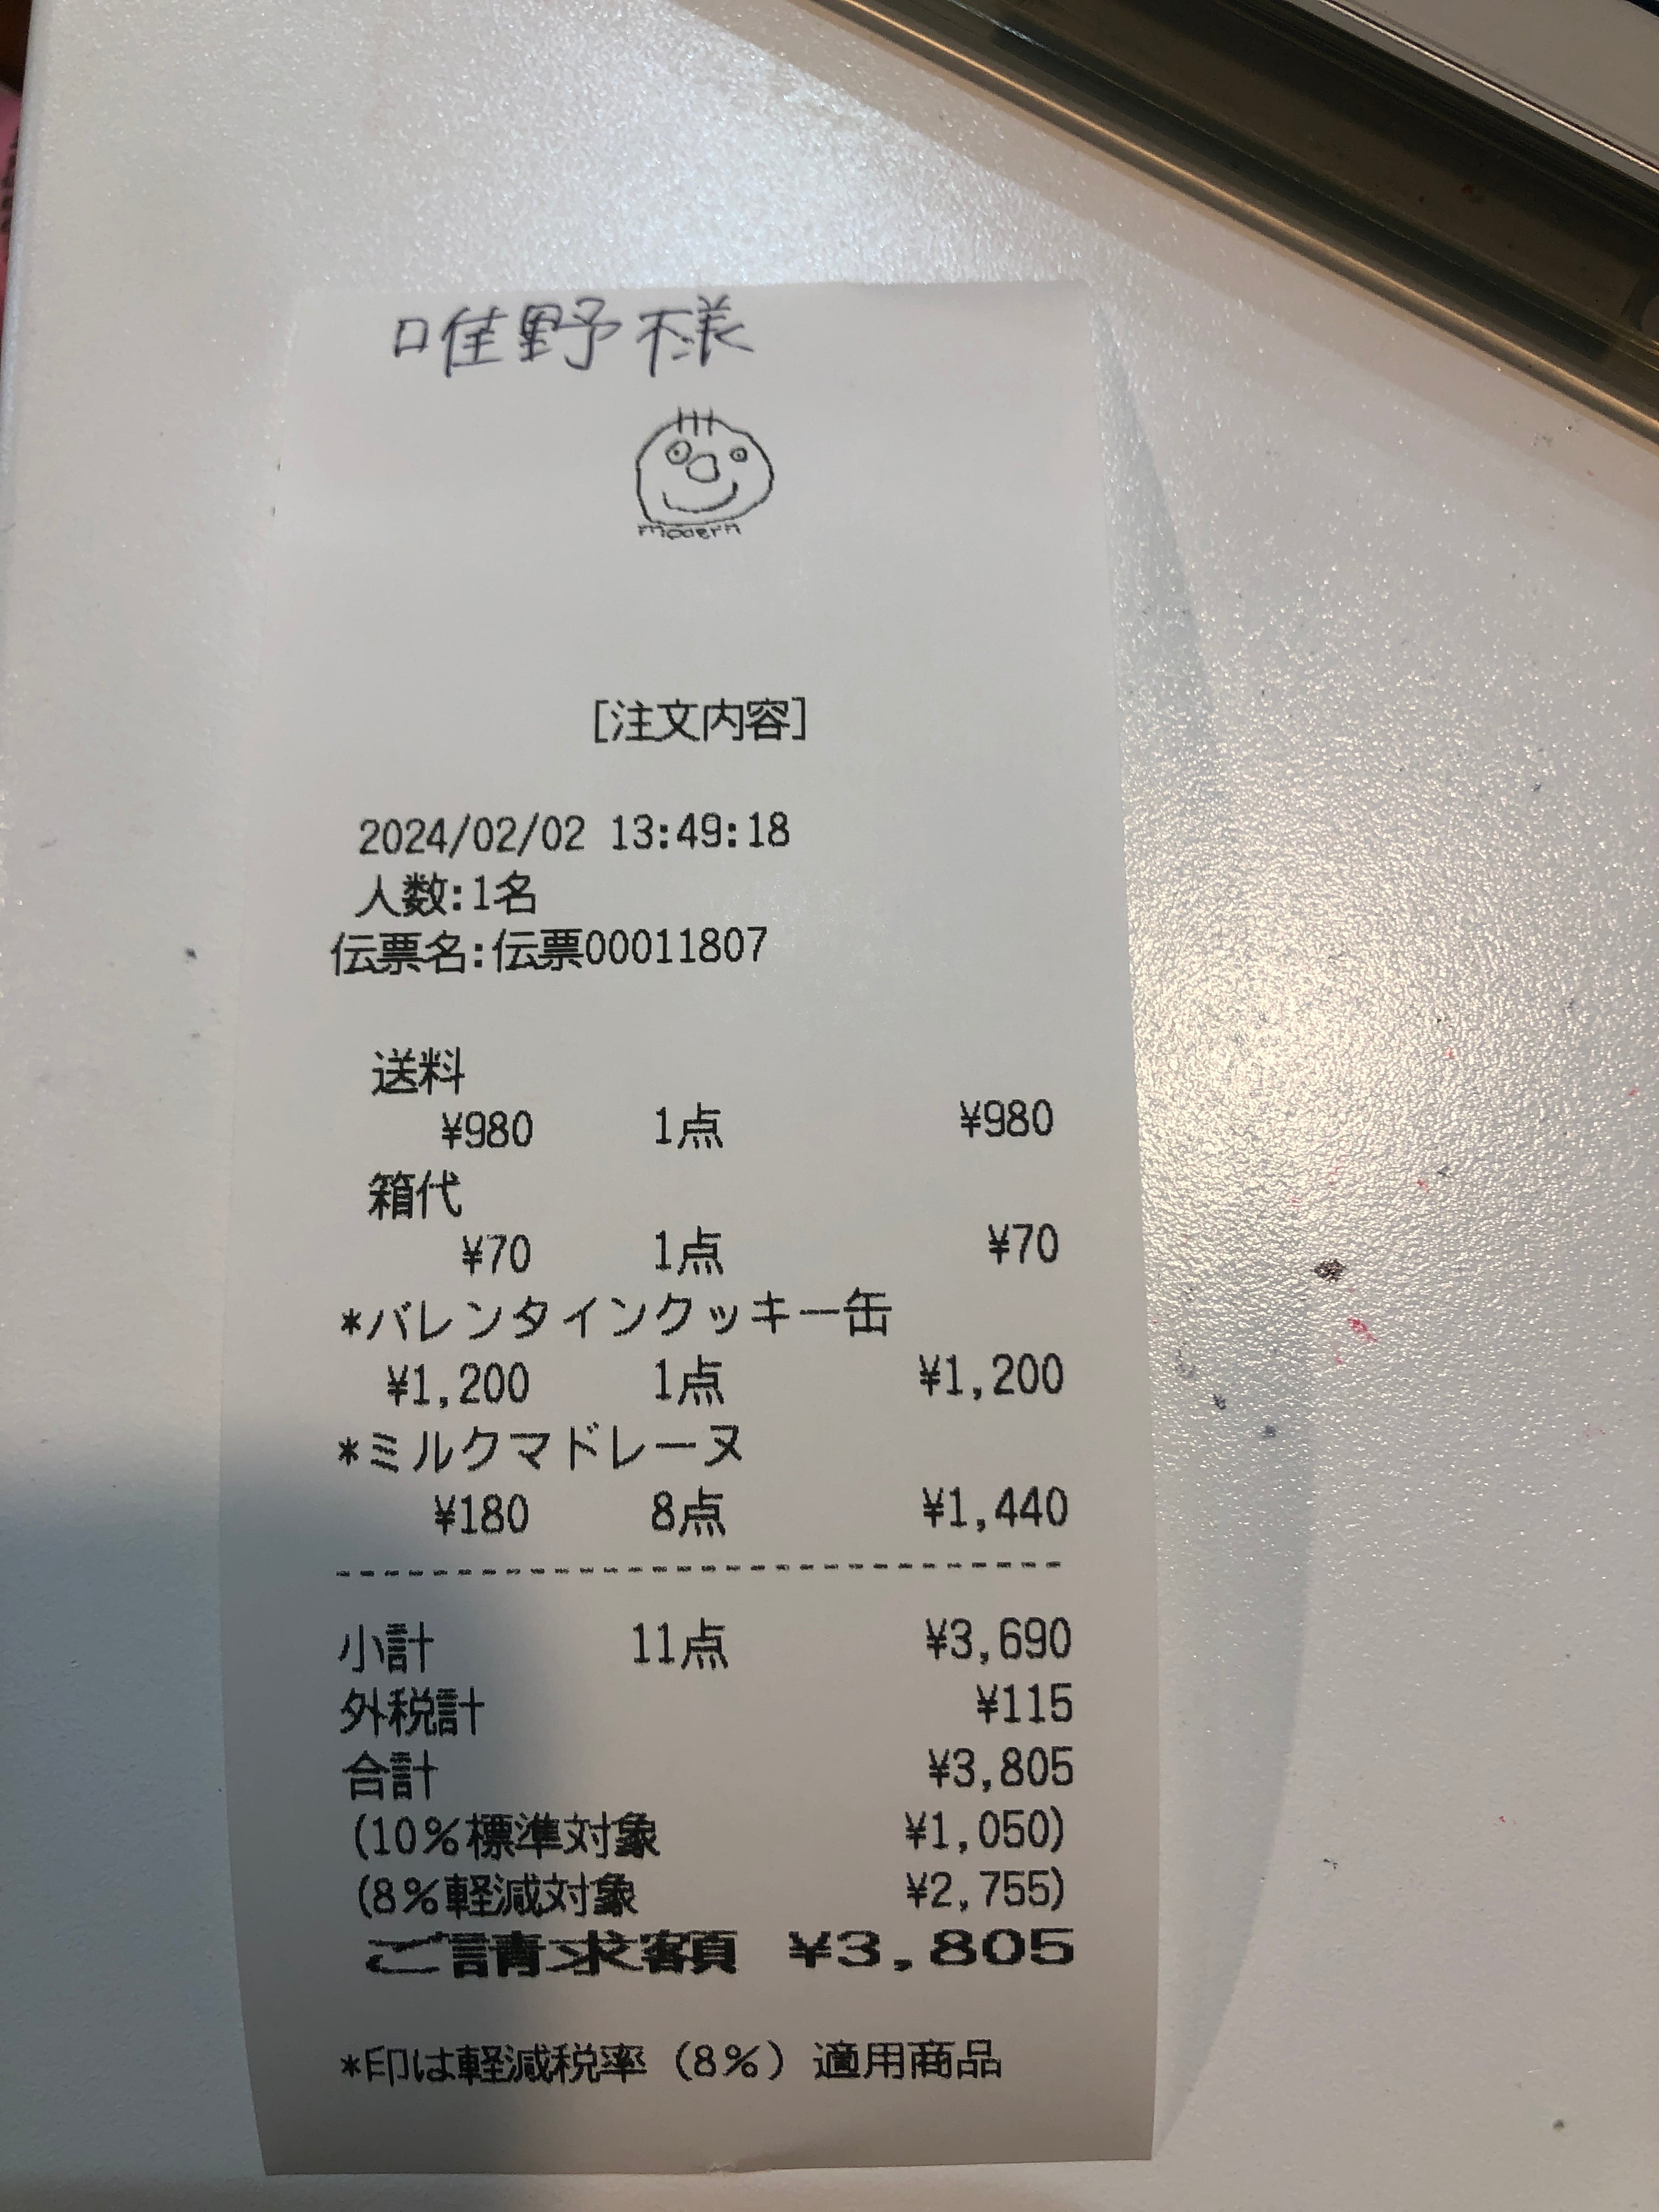 唯野様
modern
[注文内容]
2024/02/02 13:49:18
人数:1名
伝票名:伝票00011807
送料
¥980 1点 ¥980
箱代
¥70 1点 ¥70
*バレンタインクッキー缶
¥1,200 1点 ¥1,200
*ミルクマドレーヌ
¥180 8点 ¥1,440
--------------------------------
小計 11点 ¥3,690
外税計 ¥115
合計 ¥3,805
(10%標準対象 ¥1,050)
(8%軽減対象 ¥2,755)
ご請求額 ¥3,805
*印は軽減税率(8%)適用商品